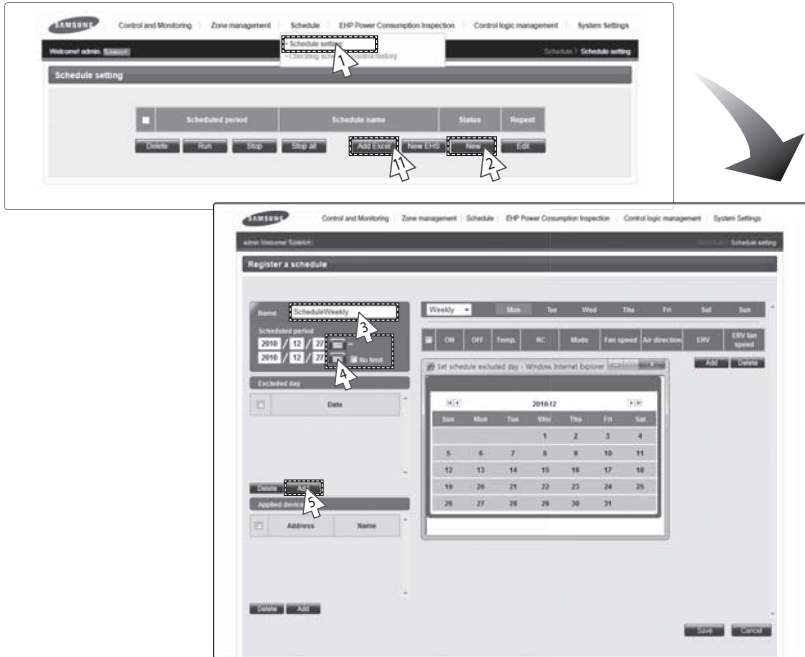 SAMSUNG Control and Monitoring Zone management Schedule EHP Power Consumption Inspection Control logic management System Settings
Welcome! admin
Schedule setting
Checking schedule control history
Schedule > Schedule setting
1
Schedule setting
Scheduled period Schedule name Status Repeat
Delete Run Stop Stop all Add Excel New EHS New Edit
11 2
SAMSUNG Control and Monitoring Zone management Schedule EHP Power Consumption Inspection Control logic management System Settings
admin Welcome!
Schedule setting
Register a schedule
Name ScheduleWeekly
3
Scheduled period
2010 / 12 / 27 ~
2010 / 12 / 27 No limit
4
Excluded day
Date
Delete Add
5
Applied device
Address Name
Delete Add
Weekly Mon Tue Wed Thu Fri Sat Sun
ON OFF Temp. RC Mode Fan speed Air direction ERV ERV fan speed
Add Delete
Set schedule excluded day - Windows Internet Explorer
2010.12
Sun Mon Tue Wed Thu Fri Sat
1 2 3 4
5 6 7 8 9 10 11
12 13 14 15 16 17 18
19 20 21 22 23 24 25
26 27 28 29 30 31
Save Cancel